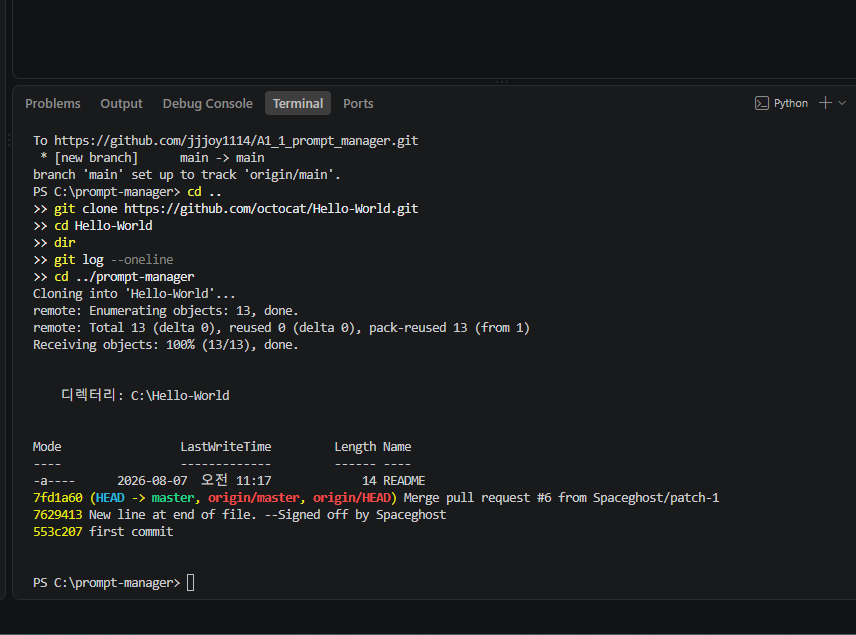 Problems Output Debug Console Terminal Ports Python
To https://github.com/jjjoy1114/A1_1_prompt_manager.git
 * [new branch]      main -> main
branch 'main' set up to track 'origin/main'.
PS C:\prompt-manager> cd ..
>> git clone https://github.com/octocat/Hello-World.git
>> cd Hello-World
>> dir
>> git log --oneline
>> cd ../prompt-manager
Cloning into 'Hello-World'...
remote: Enumerating objects: 13, done.
remote: Total 13 (delta 0), reused 0 (delta 0), pack-reused 13 (from 1)
Receiving objects: 100% (13/13), done.
    디렉터리: C:\Hello-World
Mode                 LastWriteTime         Length Name
----                 -------------         ------ ----
-a----      2026-08-07  오전 11:17             14 README
7fd1a60 (HEAD -> master, origin/master, origin/HEAD) Merge pull request #6 from Spaceghost/patch-1
7629413 New line at end of file. --Signed off by Spaceghost
553c207 first commit
PS C:\prompt-manager>